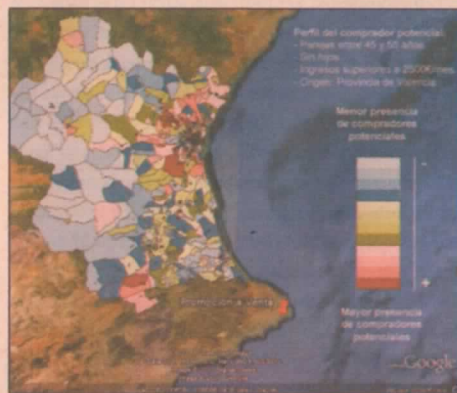 Perfil del comprador potencial:
- Parejas entre 45 y 55 años
- Sin hijos
- Ingresos superiores a 2500€/mes
- Origen: Provincia de Valencia
Menor presencia
de compradores
potenciales
-
+
Promoción a venta
Mayor presencia
de compradores
potenciales
Google